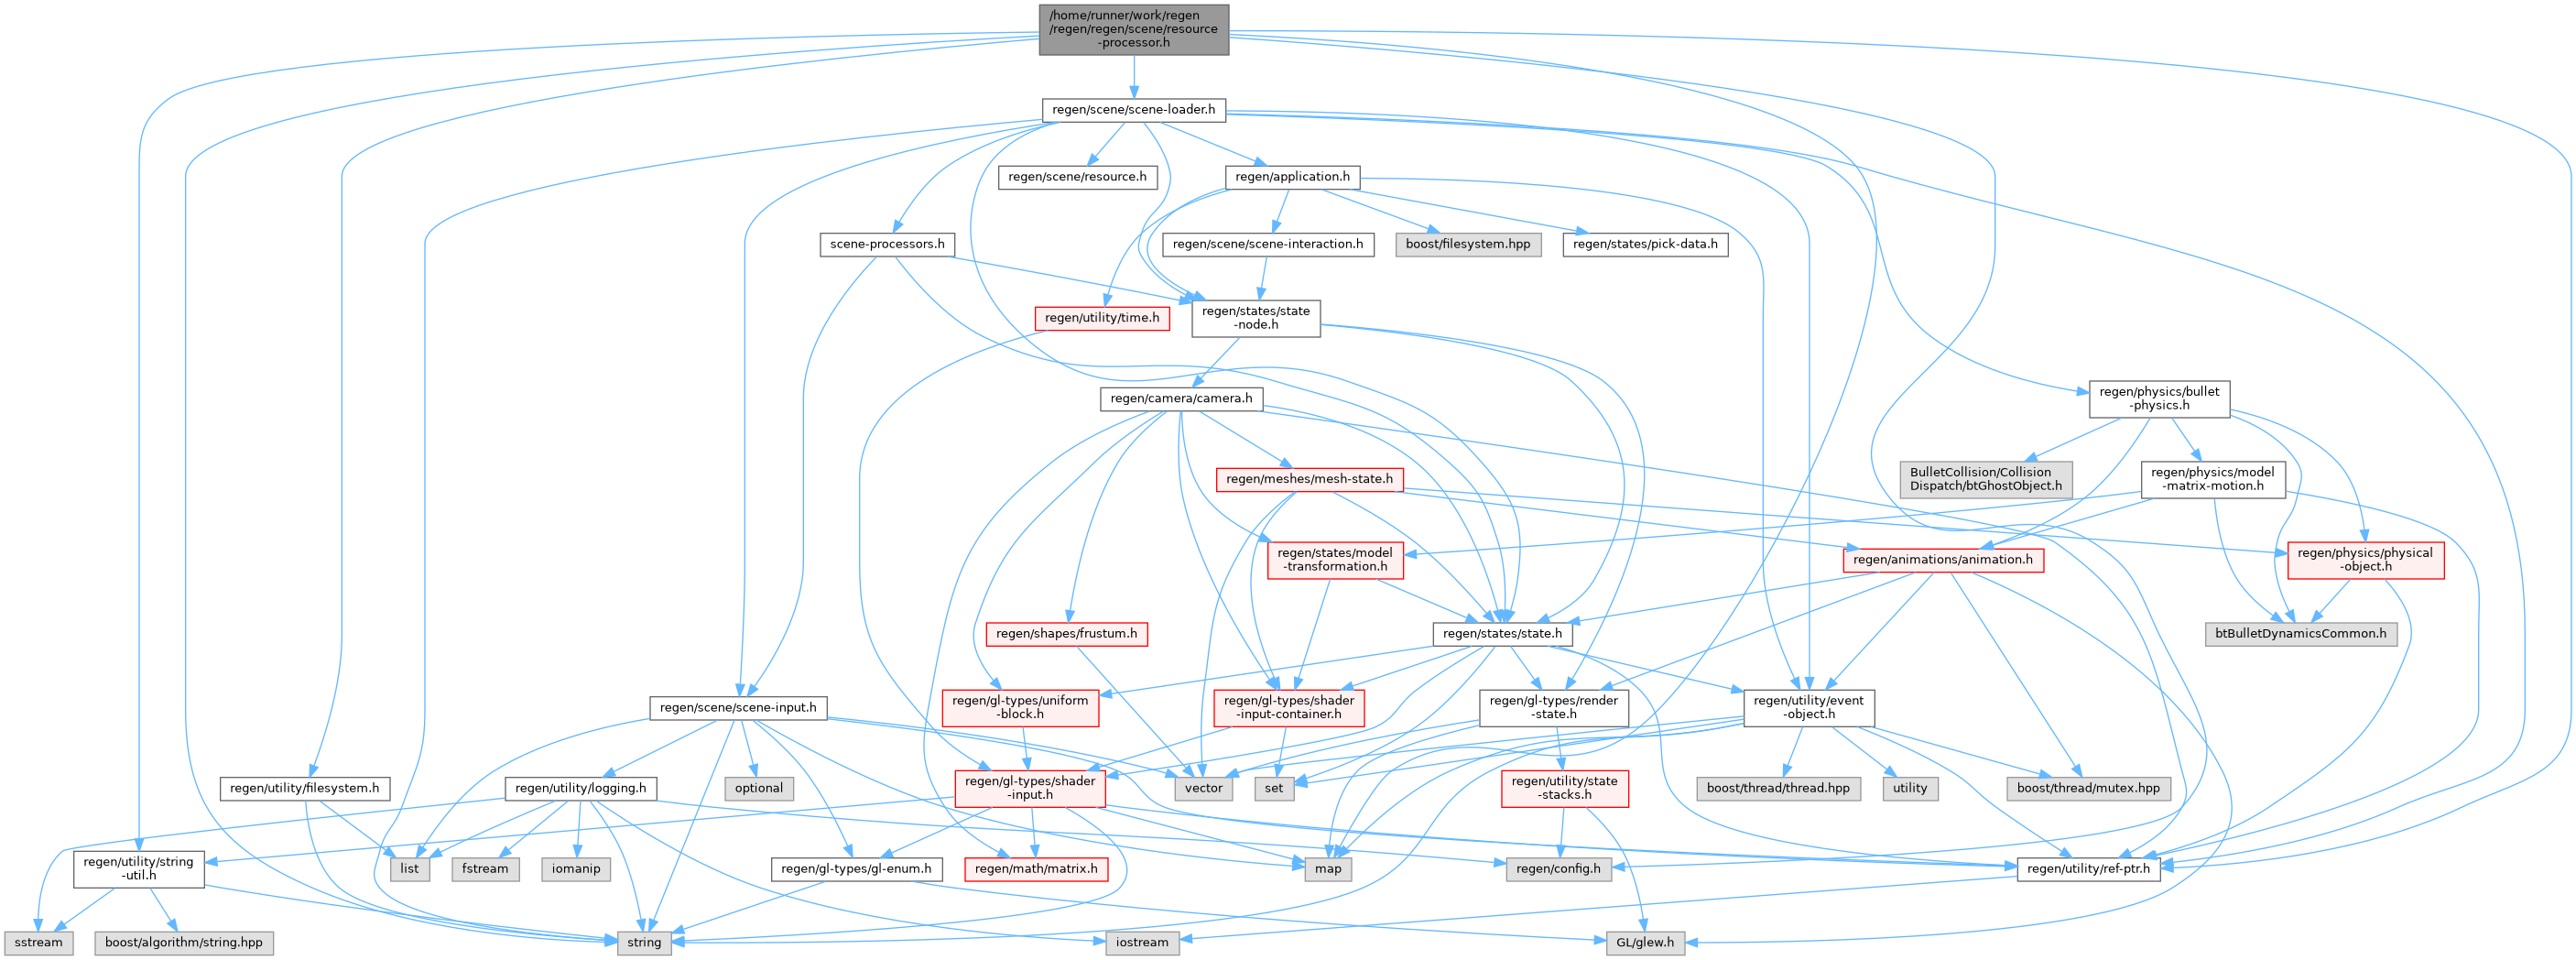 /home/runner/work/regen
/regen/regen/scene/resource
-processor.h
regen/scene/scene-loader.h
regen/scene/resource.h
regen/application.h
scene-processors.h
regen/scene/scene-interaction.h
boost/filesystem.hpp
regen/states/pick-data.h
regen/utility/time.h
regen/states/state
-node.h
regen/camera/camera.h
regen/physics/bullet
-physics.h
regen/meshes/mesh-state.h
BulletCollision/Collision
Dispatch/btGhostObject.h
regen/physics/model
-matrix-motion.h
regen/states/model
-transformation.h
regen/animations/animation.h
regen/physics/physical
-object.h
regen/shapes/frustum.h
regen/states/state.h
btBulletDynamicsCommon.h
regen/scene/scene-input.h
regen/gl-types/uniform
-block.h
regen/gl-types/shader
-input-container.h
regen/gl-types/render
-state.h
regen/utility/event
-object.h
regen/utility/filesystem.h
regen/utility/logging.h
optional
regen/gl-types/shader
-input.h
vector
set
regen/utility/state
-stacks.h
boost/thread/thread.hpp
utility
boost/thread/mutex.hpp
regen/utility/string
-util.h
list
fstream
iomanip
regen/gl-types/gl-enum.h
regen/math/matrix.h
map
regen/config.h
regen/utility/ref-ptr.h
sstream
boost/algorithm/string.hpp
string
iostream
GL/glew.h